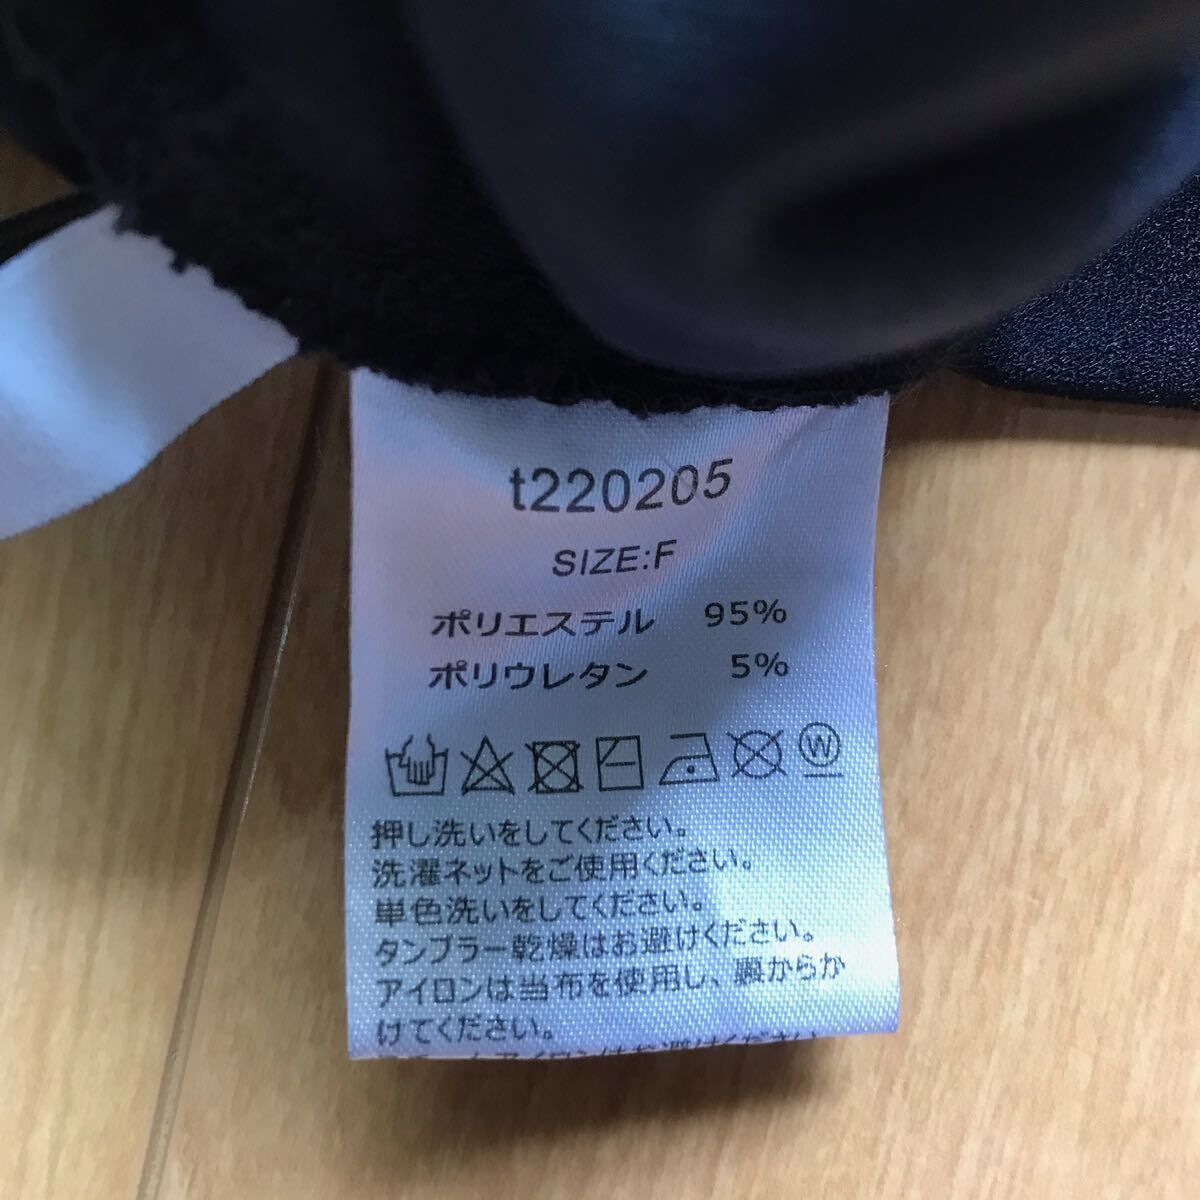 t220205
SIZE:F
ポリエステル 95%
ポリウレタン 5%
W
押し洗いをしてください。
洗濯ネットをご使用ください。
単色洗いをしてください。
タンブラー乾燥はお避けください。
アイロンは当布を使用し、裏からか
けてください。